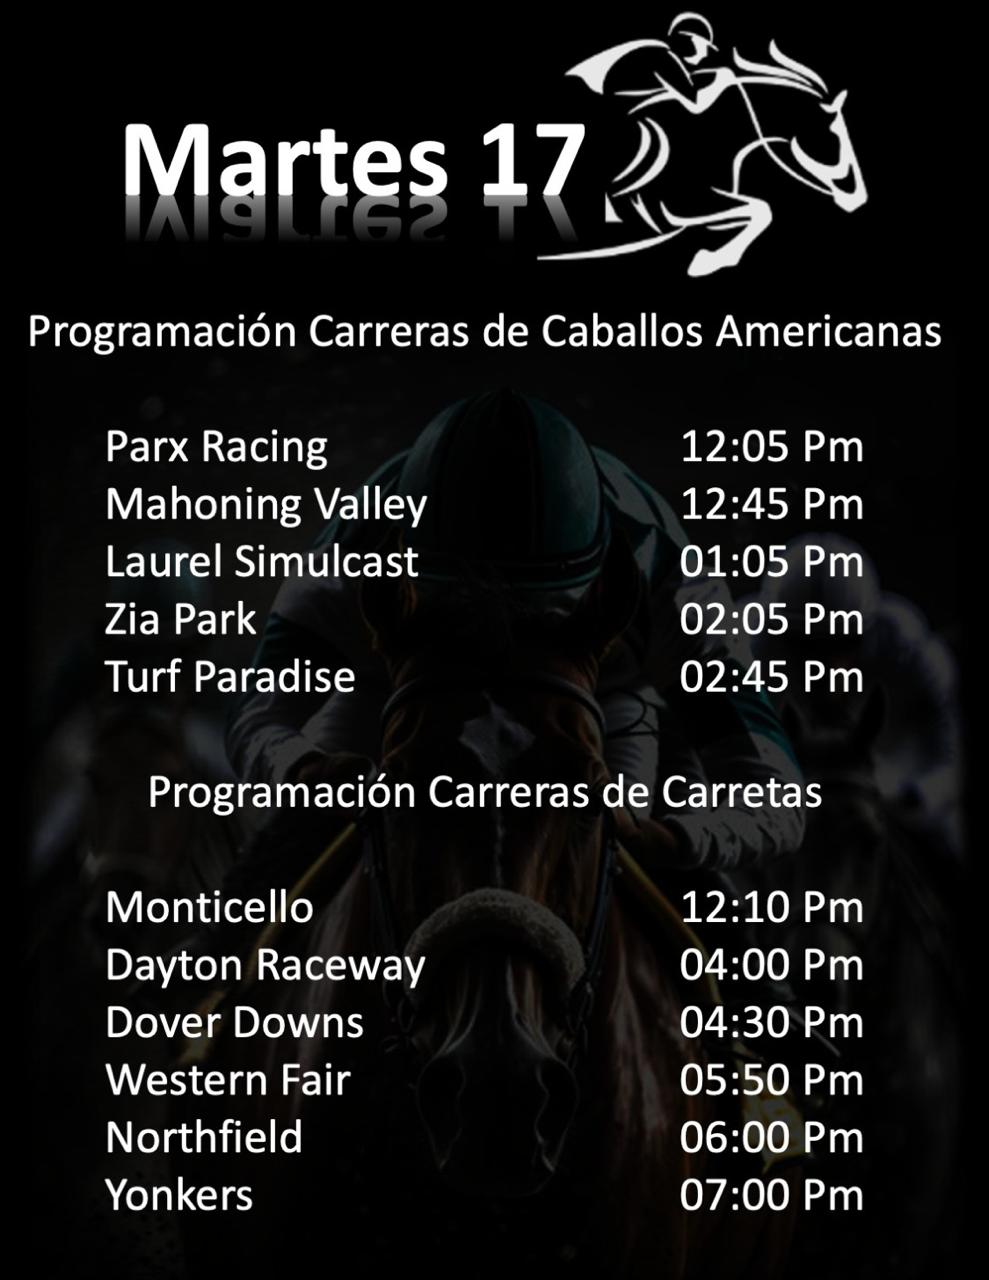 Martes 17
Programación Carreras de Caballos Americanas
Parx Racing 12:05 Pm
Mahoning Valley 12:45 Pm
Laurel Simulcast 01:05 Pm
Zia Park 02:05 Pm
Turf Paradise 02:45 Pm
Programación Carreras de Carretas
Monticello 12:10 Pm
Dayton Raceway 04:00 Pm
Dover Downs 04:30 Pm
Western Fair 05:50 Pm
Northfield 06:00 Pm
Yonkers 07:00 Pm